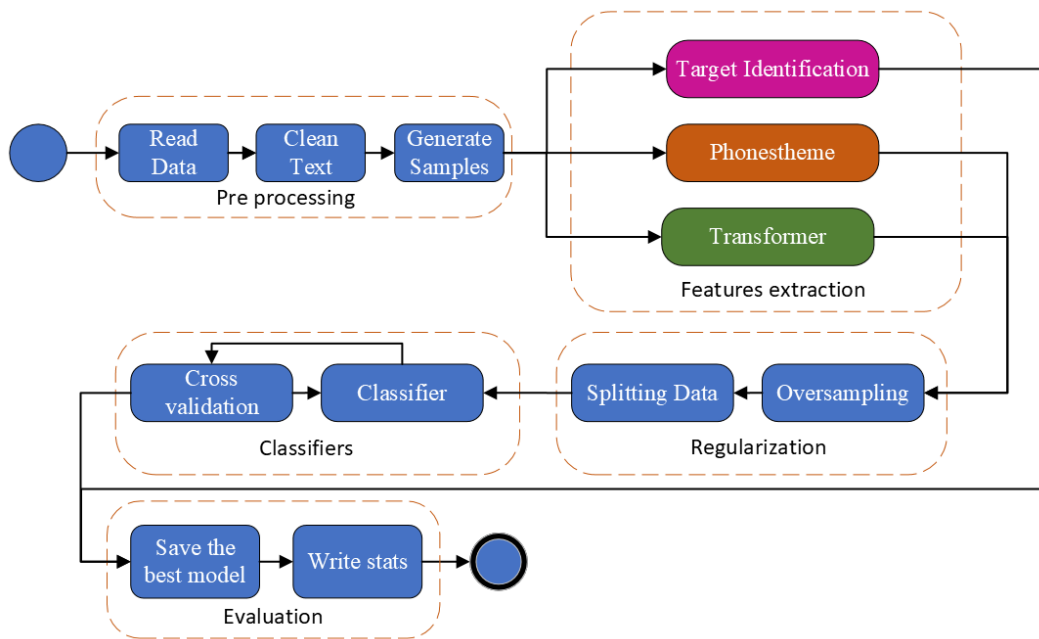 Read
Data
Clean
Text
Generate
Samples
Pre processing
Target Identification
Phonestheme
Transformer
Features extraction
Cross
validation
Classifier
Classifiers
Splitting Data
Oversampling
Regularization
Save the
best model
Write stats
Evaluation